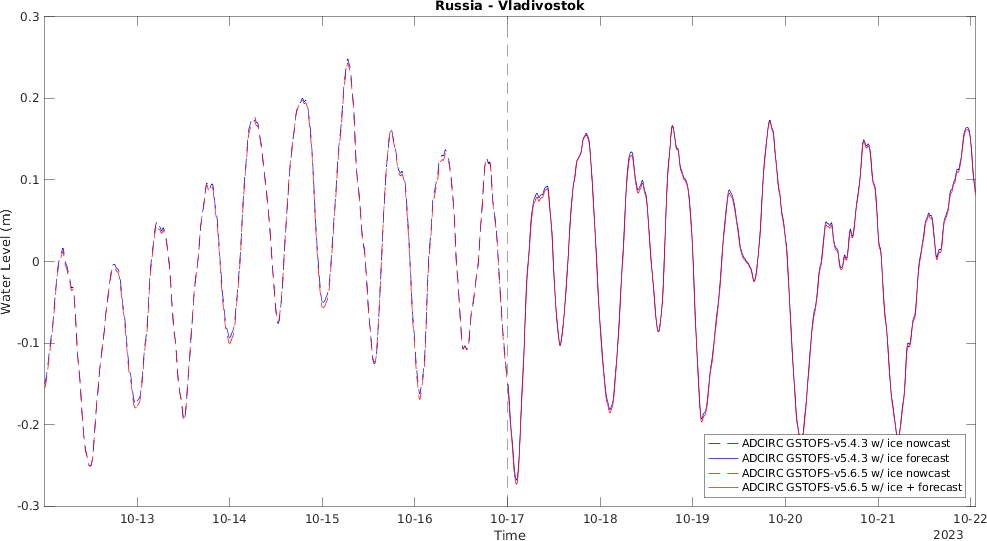 Russia - Vladivostok
0.3
0.2
0.1
0
-0.1
-0.2
-0.3
Water Level (m)
ADCIRC GSTOFS-v5.4.3 w/ ice nowcast
ADCIRC GSTOFS-v5.4.3 w/ ice forecast
ADCIRC GSTOFS-v5.6.5 w/ ice nowcast
ADCIRC GSTOFS-v5.6.5 w/ ice + forecast
10-13 10-14 10-15 10-16 10-17 10-18 10-19 10-20 10-21 10-22
Time
2023